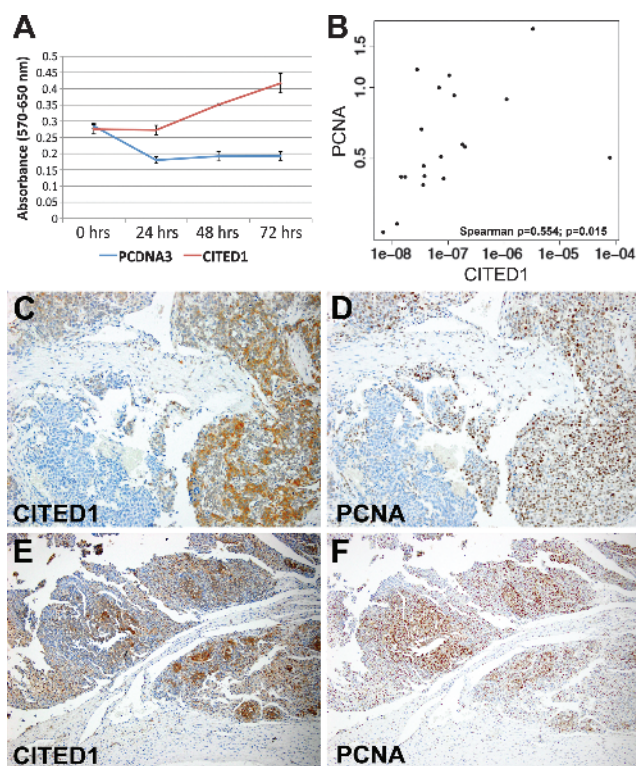 A
Absorbance (570-650 nm)
0.5
0.45
0.4
0.35
0.3
0.25
0.2
0.15
0.1
0.05
0
0 hrs 24 hrs 48 hrs 72 hrs
PCDNA3 CITED1
B
PCNA
1.5
1.0
0.5
Spearman p=0.554; p=0.015
1e-08 1e-07 1e-06 1e-05 1e-04
CITED1
C
CITED1
D
PCNA
E
CITED1
F
PCNA